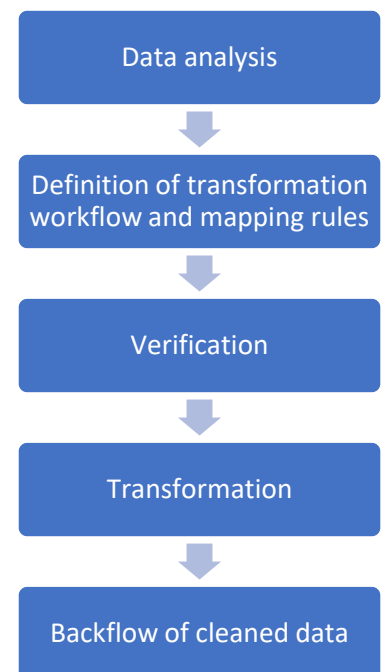 Data analysis
Definition of transformation
workflow and mapping rules
Verification
Transformation
Backflow of cleaned data